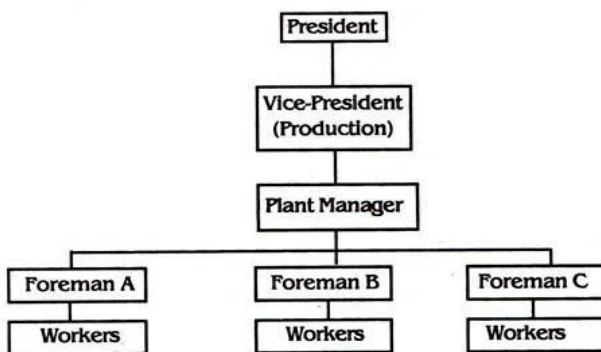 President
Vice-President
(Production)
Plant Manager
Foreman A
Foreman B
Foreman C
Workers
Workers
Workers